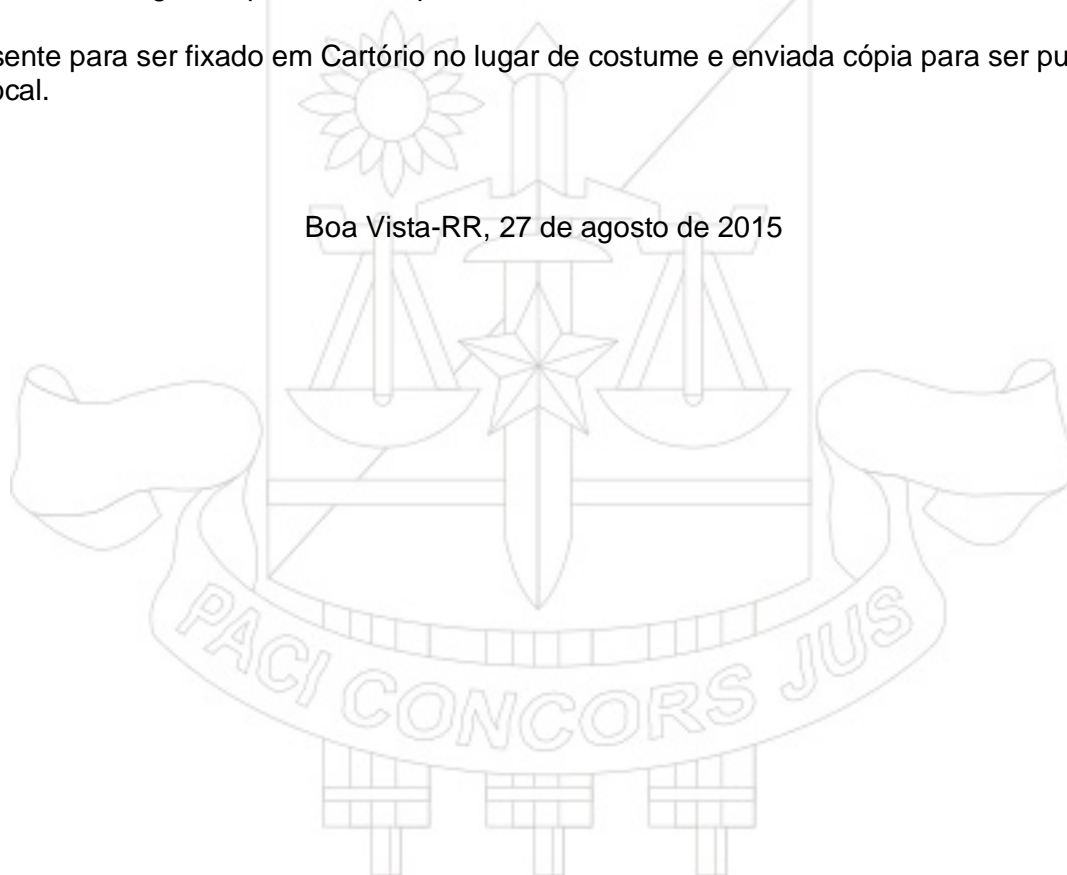 sente para ser fixado em Cartório no lugar de costume e enviada cópia para ser pu
ocal.
Boa Vista-RR, 27 de agosto de 2015
PACI CONCORS JUS